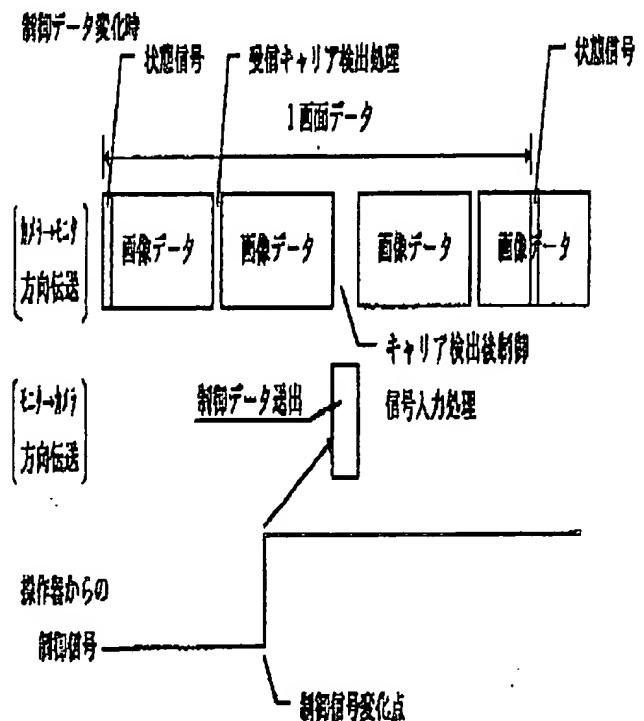 制御データ変化時
状態信号
受信キャリア検出処理
状態信号
1画面データ
カメラ→モニタ
方向伝送
画像データ
画像データ
画像データ
画像データ
キャリア検出後制御
信号入力処理
モニター→カメラ
方向伝送
制御データ送出
操作器からの
制御信号
制御信号変化点